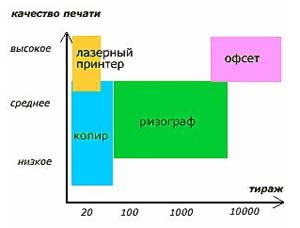 качество печати
высокое
лазерный
принтер
офсет
среднее
ризограф
копир
низкое
тираж
20 100 1000 10000